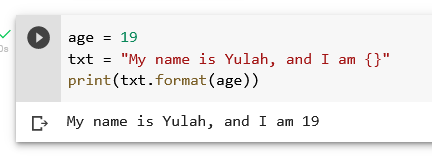 age = 19
txt = "My name is Yulah, and I am {}"
print(txt.format(age))
My name is Yulah, and I am 19